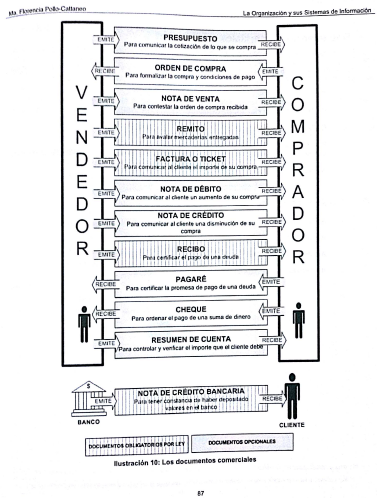 Ma. Florencia Pollo-Cattaneo
La Organización y sus Sistemas de Información
VENDEDOR
COMPRADOR
EMITE
PRESUPUESTO
Para comunicar la cotización de lo que se compra
RECIBE
RECIBE
ORDEN DE COMPRA
Para formalizar la compra y condiciones de pago
EMITE
EMITE
NOTA DE VENTA
Para contestar la orden de compra recibida
RECIBE
EMITE
REMITO
Para avalar mercaderías entregadas
RECIBE
EMITE
FACTURA O TICKET
Para comunicar al cliente el importe de su compra
RECIBE
EMITE
NOTA DE DÉBITO
Para comunicar al cliente un aumento de su compra
RECIBE
EMITE
NOTA DE CRÉDITO
Para comunicar al cliente una disminución de su
compra
RECIBE
EMITE
RECIBO
Para certificar el pago de una deuda
RECIBE
RECIBE
PAGARÉ
Para certificar la promesa de pago de una deuda
EMITE
RECIBE
CHEQUE
Para ordenar el pago de una suma de dinero
EMITE
EMITE
RESUMEN DE CUENTA
Para controlar y verificar el importe que el cliente debe
RECIBE
$
EMITE
NOTA DE CRÉDITO BANCARIA
Para tener constancia de haber depositado
valores en el banco
RECIBE
BANCO
CLIENTE
DOCUMENTOS OBLIGATORIOS POR LEY
DOCUMENTOS OPCIONALES
Ilustración 10: Los documentos comerciales
87